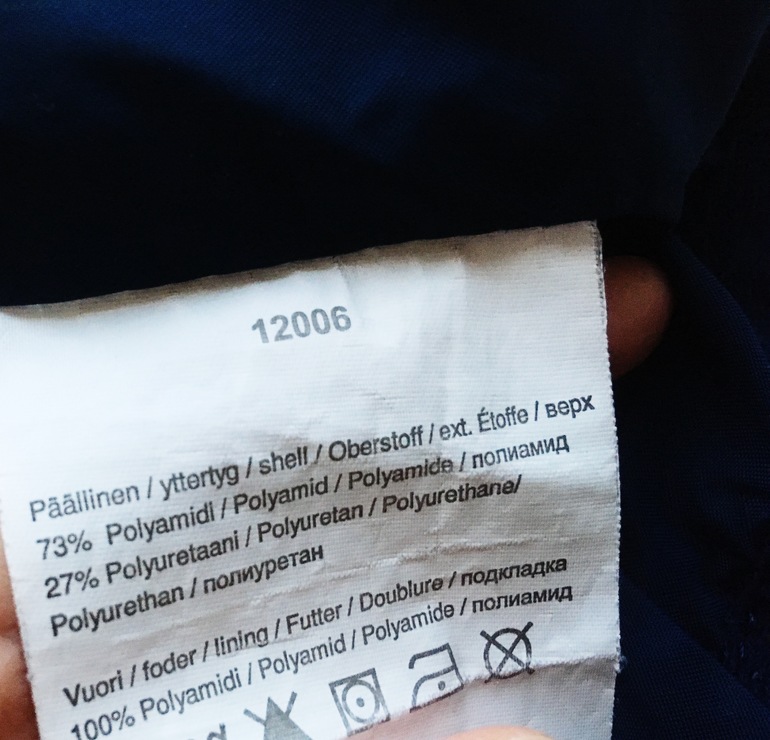 12006
Päällinen / yttertyg / shell / Oberstoff / ext. Étoffe / верх
73% Polyamidi / Polyamid / Polyamide / полиамид
27% Polyuretaani / Polyuretan / Polyurethane/
Polyurethan / полиуретан
Vuori / foder / lining / Futter / Doublure / подкладка
100% Polyamidi / Polyamid / Polyamide / полиамид